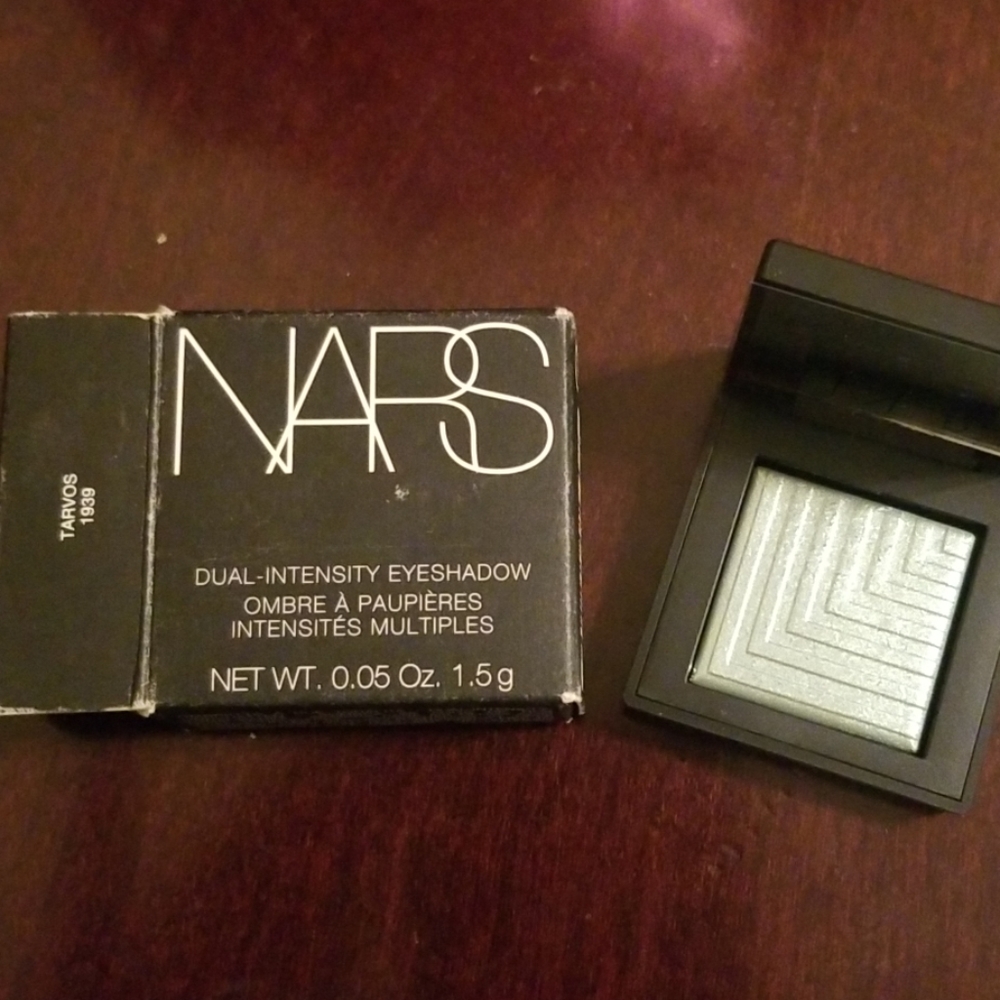 TARVOS
1939
NARS
DUAL-INTENSITY EYESHADOW
OMBRE À PAUPIÈRES
INTENSITÉS MULTIPLES
NET WT. 0.05 Oz. 1.5 g